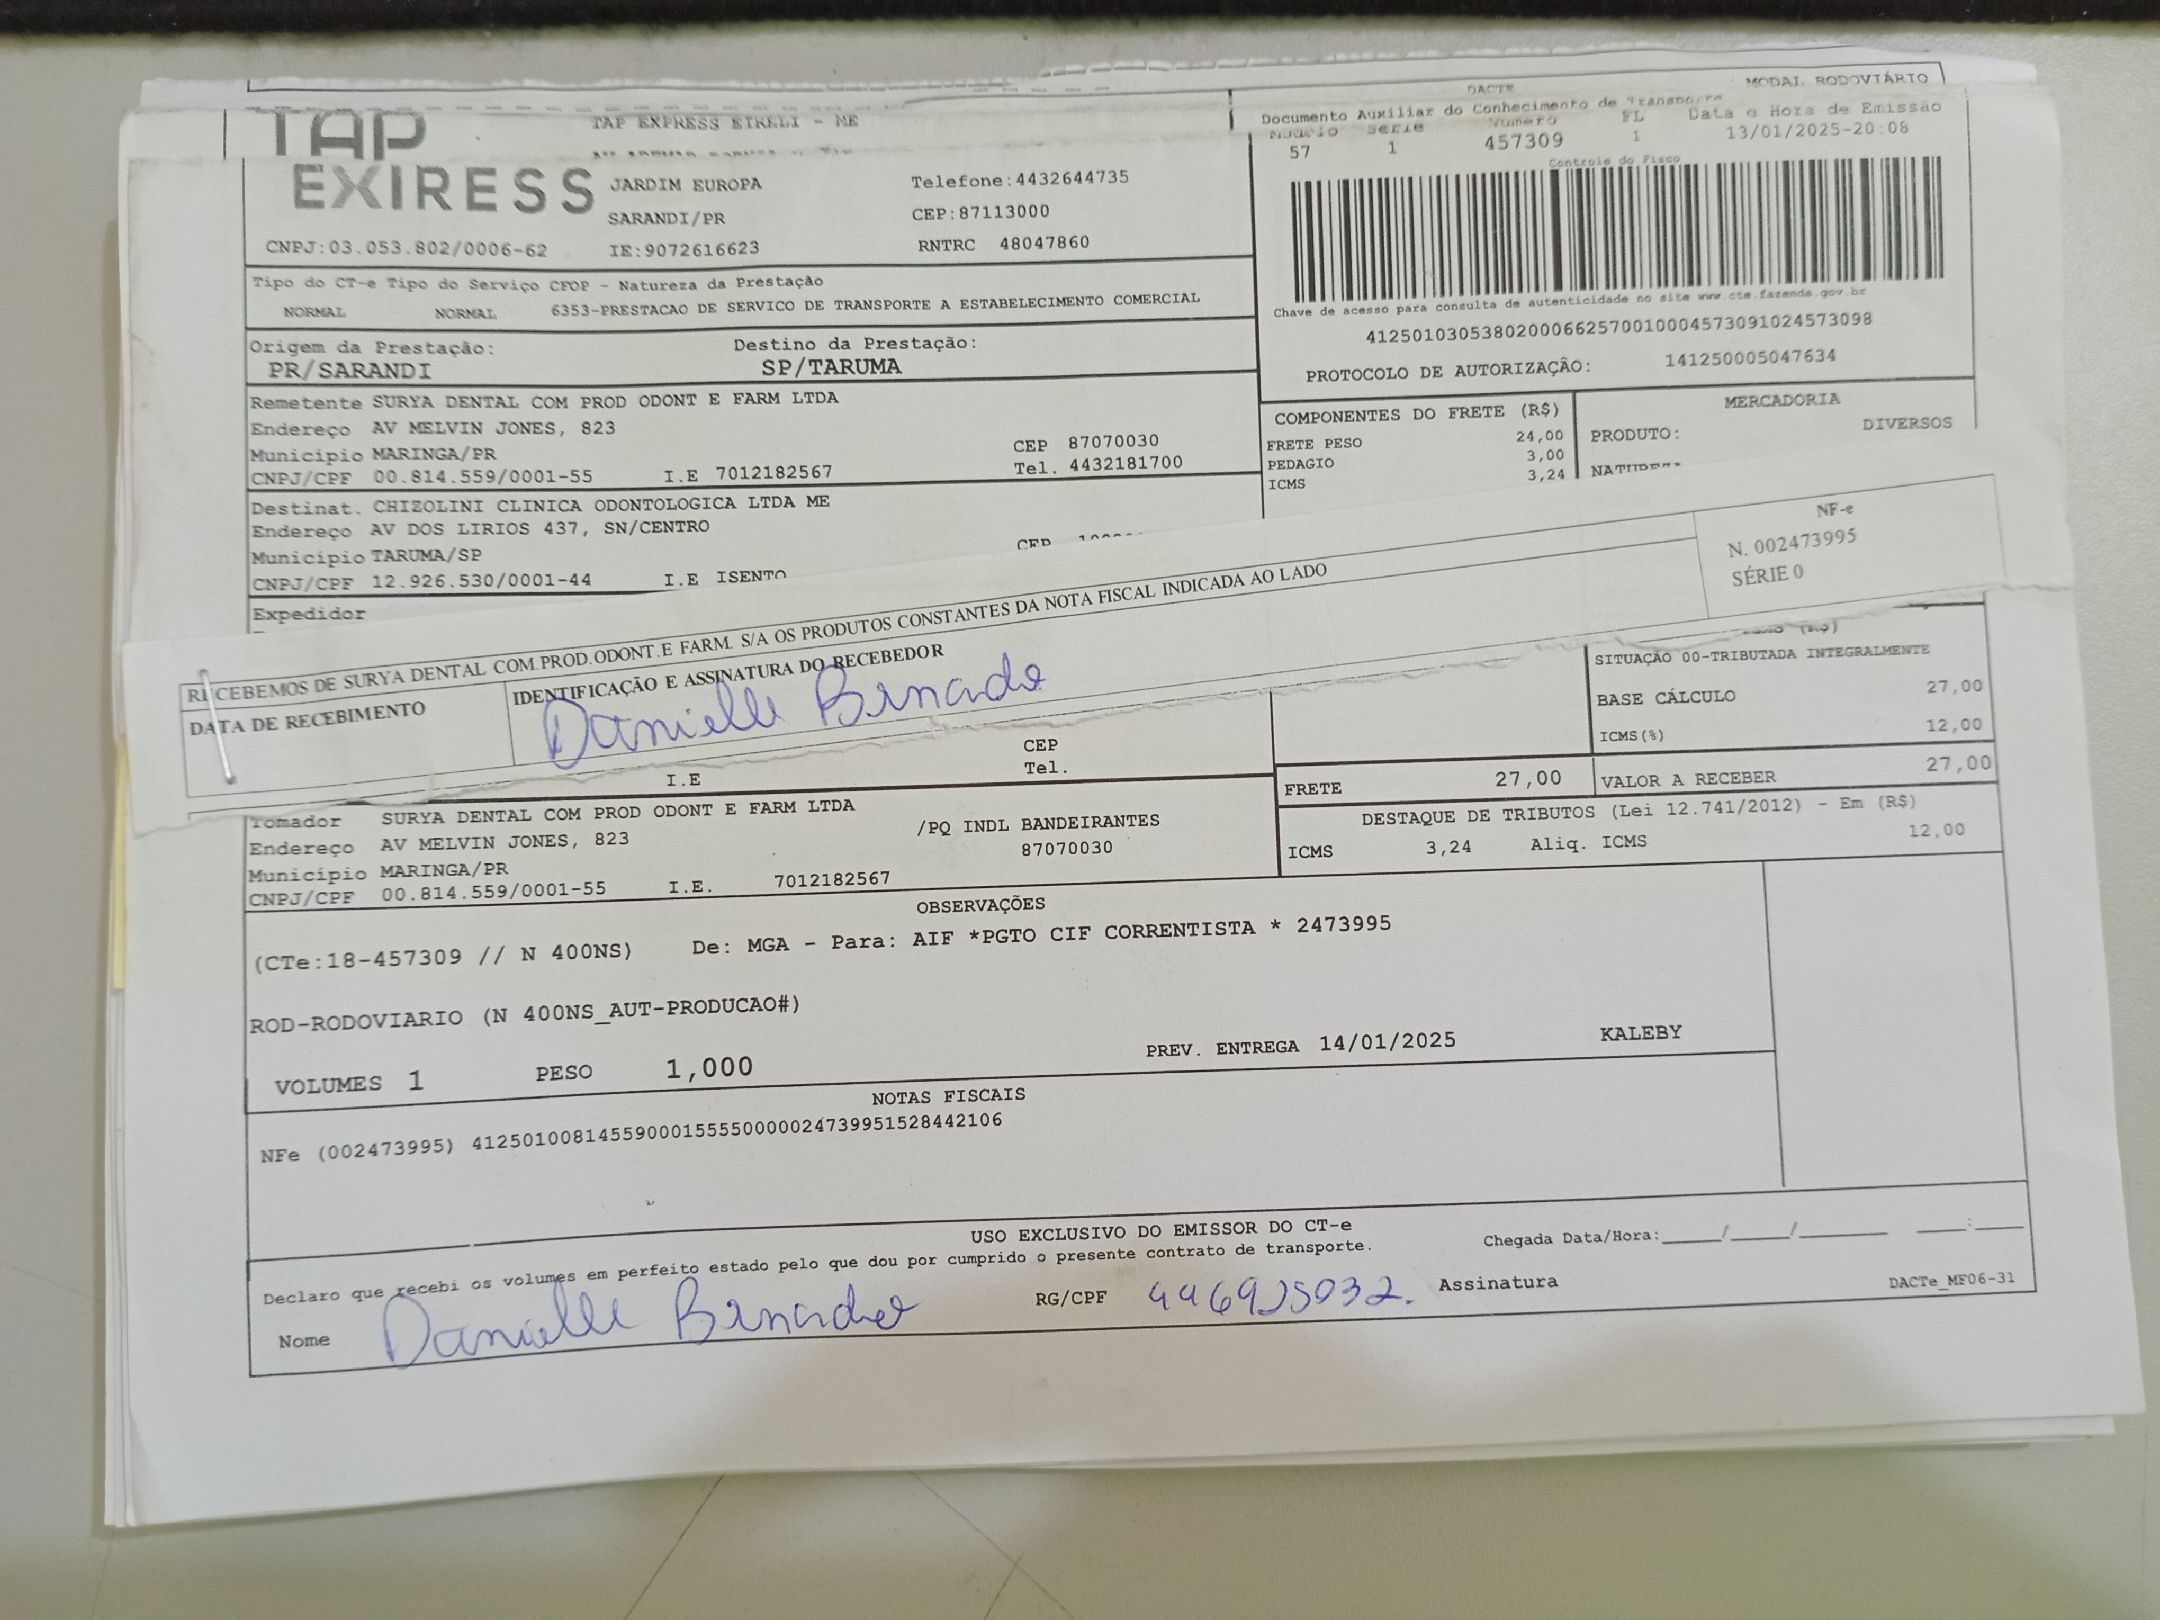 DACTE
MODAL RODOVIÁRIO
TAP
EXPRESS
TAP EXPRESS EIRELI - ME
JARDIM EUROPA
Telefone:4432644735
SARANDI/PR
CEP:87113000
CNPJ:03.053.802/0006-62
IE:9072616623
RNTRC 48047860
Documento Auxiliar do Conhecimento de Transporte
Modelo Serie Número FL Data e Hora de Emissão
57 1 457309 1 13/01/2025-20:08
Controle do Fisco
Chave de acesso para consulta de autenticidade no site www.cte.fazenda.gov.br
41250103053802000662570010004573091024573098
PROTOCOLO DE AUTORIZAÇÃO: 141250005047634
Tipo do CT-e Tipo do Serviço CFOP - Natureza da Prestação
NORMAL NORMAL 6353-PRESTACAO DE SERVICO DE TRANSPORTE A ESTABELECIMENTO COMERCIAL
Origem da Prestação: Destino da Prestação:
PR/SARANDI SP/TARUMA
Remetente SURYA DENTAL COM PROD ODONT E FARM LTDA
Endereço AV MELVIN JONES, 823
Município MARINGA/PR CEP 87070030
CNPJ/CPF 00.814.559/0001-55 I.E 7012182567 Tel. 4432181700
COMPONENTES DO FRETE (R$)
FRETE PESO 24,00
PEDAGIO 3,00
ICMS 3,24
MERCADORIA
PRODUTO: DIVERSOS
Destinat. CHIZOLINI CLINICA ODONTOLOGICA LTDA ME
Endereço AV DOS LIRIOS 437, SN/CENTRO
Município TARUMA/SP CEP
CNPJ/CPF 12.926.530/0001-44 I.E ISENTO
Expedidor
RECEBEMOS DE SURYA DENTAL COM.PROD.ODONT.E FARM. S/A OS PRODUTOS CONSTANTES DA NOTA FISCAL INDICADA AO LADO
NF-e
N. 002473995
SÉRIE 0
DATA DE RECEBIMENTO
IDENTIFICAÇÃO E ASSINATURA DO RECEBEDOR
Danielle Bernardo
SITUAÇÃO 00-TRIBUTADA INTEGRALMENTE
BASE CÁLCULO 27,00
ICMS(%) 12,00
CEP
I.E Tel.
FRETE 27,00 VALOR A RECEBER 27,00
Tomador SURYA DENTAL COM PROD ODONT E FARM LTDA
Endereço AV MELVIN JONES, 823 /PQ INDL BANDEIRANTES
Município MARINGA/PR 87070030
CNPJ/CPF 00.814.559/0001-55 I.E. 7012182567
DESTAQUE DE TRIBUTOS (Lei 12.741/2012) - Em (R$)
ICMS 3,24 Aliq. ICMS 12,00
OBSERVAÇÕES
(CTe:18-457309 // N 400NS) De: MGA - Para: AIF *PGTO CIF CORRENTISTA * 2473995
ROD-RODOVIARIO (N 400NS_AUT-PRODUCAO#)
VOLUMES 1 PESO 1,000 PREV. ENTREGA 14/01/2025 KALEBY
NOTAS FISCAIS
NFe (002473995) 41250100814559000155550000024739951528442106
USO EXCLUSIVO DO EMISSOR DO CT-e
Declaro que recebi os volumes em perfeito estado pelo que dou por cumprido o presente contrato de transporte.
Chegada Data/Hora:____/____/______ ____:____
Nome Danielle Bernardo RG/CPF 446925032. Assinatura
DACTe_MF06-31